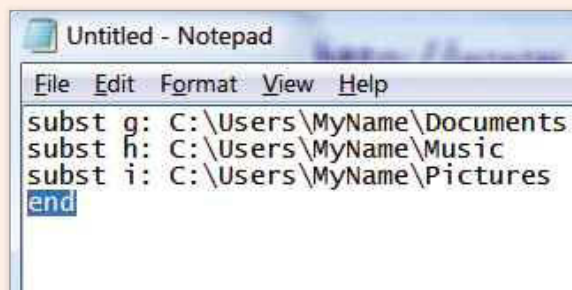 Untitled - Notepad
File Edit Format View Help
subst g: C:\Users\MyName\Documents
subst h: C:\Users\MyName\Music
subst i: C:\Users\MyName\Pictures
end